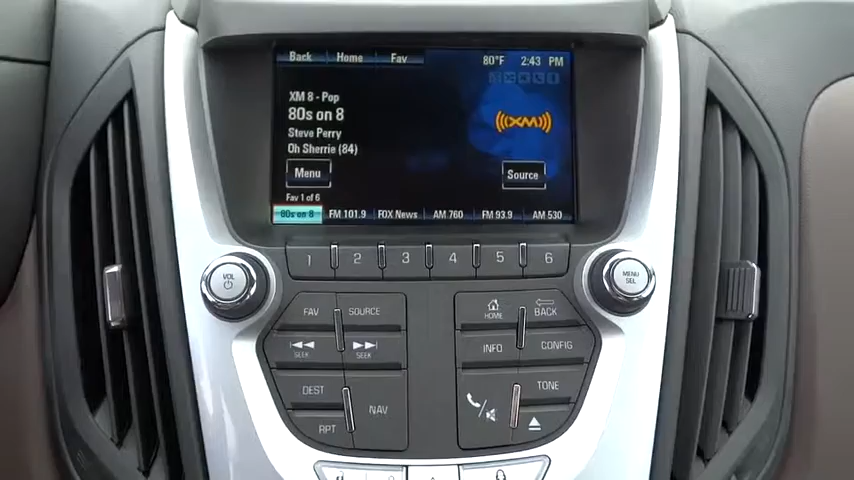 Back Home Fav 80°F 2:43 PM
XM 8 - Pop
80s on 8
Steve Perry
Oh Sherrie (84)
((XM))
Menu Source
Fav 1 of 6
80s on 8 FM 101.9 FOX News AM 760 FM 93.9 AM 530
1 2 3 4 5 6
VOL
MENU
SEL
FAV SOURCE
HOME BACK
SEEK SEEK
INFO CONFIG
DEST NAV
TONE
RPT